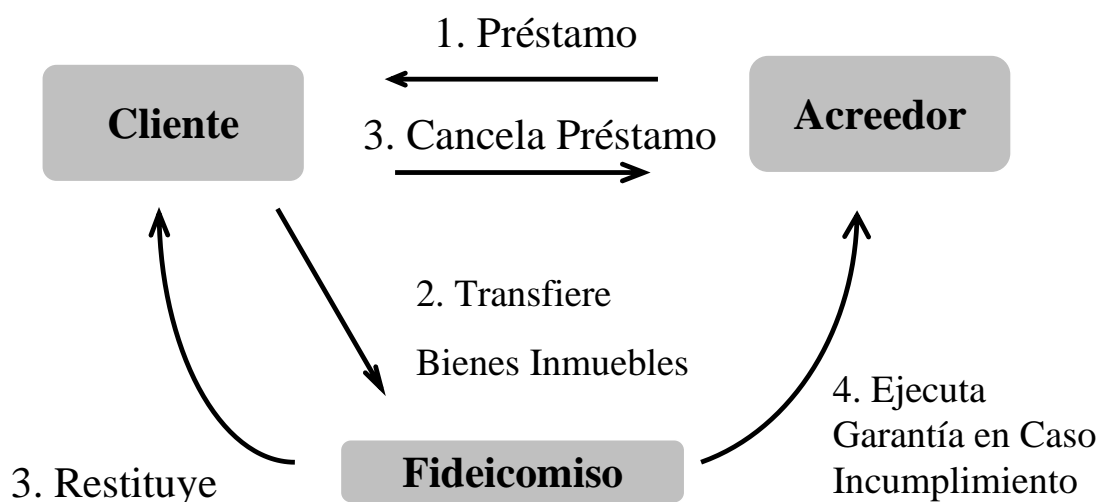 1. Préstamo
Cliente
Acreedor
3. Cancela Préstamo
2. Transfiere
Bienes Inmuebles
4. Ejecuta
Garantía en Caso
Incumplimiento
Fideicomiso
3. Restituye